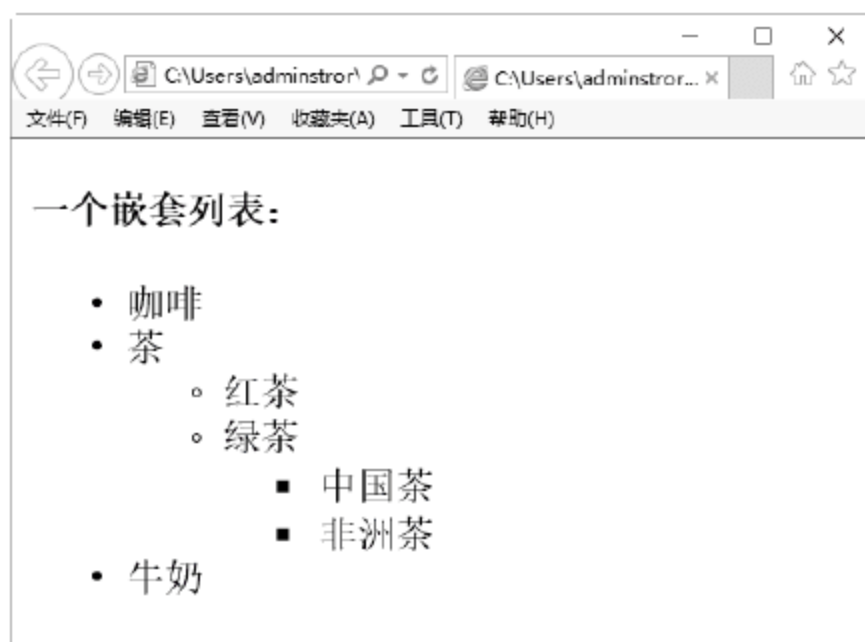 C:\Users\adminstror\
C:\Users\adminstror...
文件(F) 编辑(E) 查看(V) 收藏夹(A) 工具(T) 帮助(H)
一个嵌套列表：
咖啡
茶
红茶
绿茶
中国茶
非洲茶
牛奶